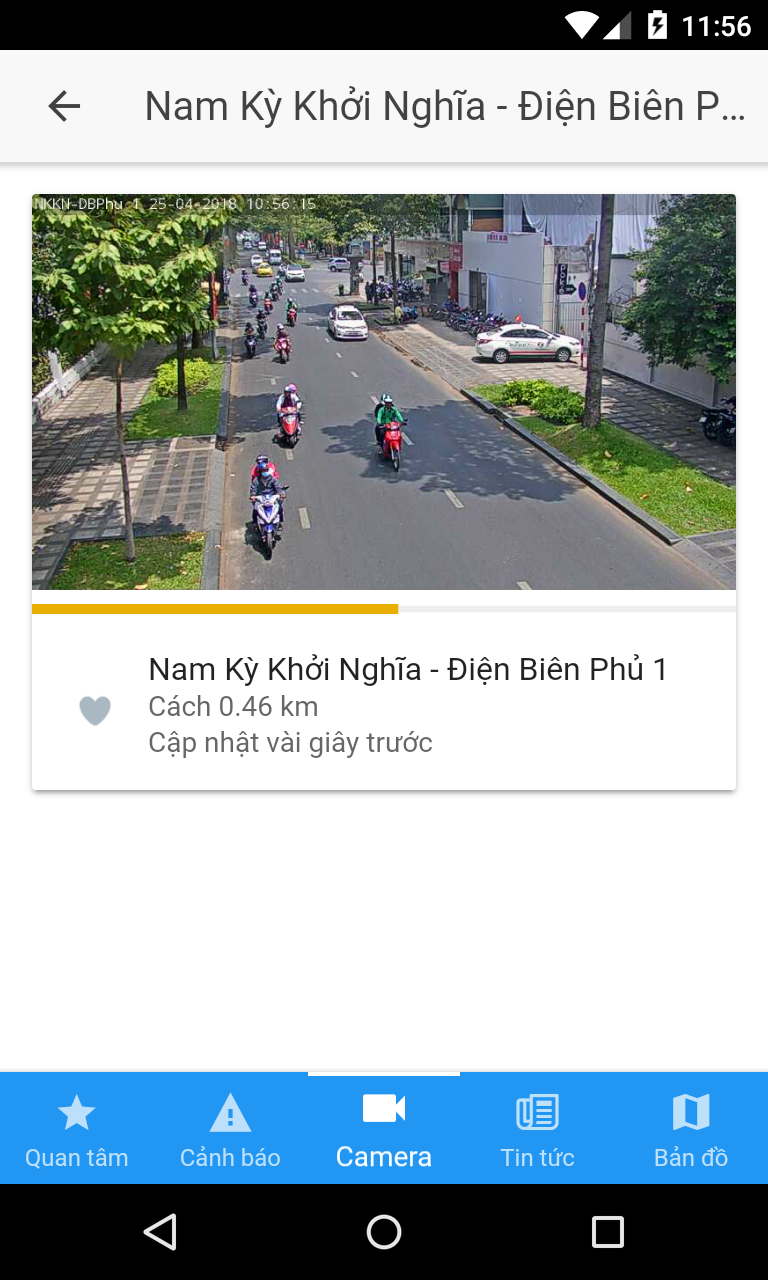 11:56
Nam Kỳ Khởi Nghĩa - Điện Biên P...
NKKN-DBPhu 1 25-04-2018 10:56:15
Nam Kỳ Khởi Nghĩa - Điện Biên Phủ 1
Cách 0.46 km
Cập nhật vài giây trước
Quan tâm
Cảnh báo
Camera
Tin tức
Bản đồ